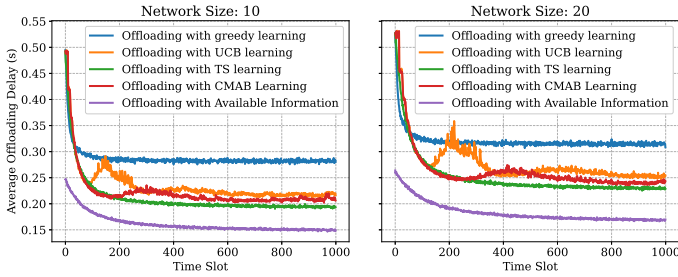 Network Size: 10
Average Offloading Delay (s)
0.55
0.50
0.45
0.40
0.35
0.30
0.25
0.20
0.15
Offloading with greedy learning
Offloading with UCB learning
Offloading with TS learning
Offloading with CMAB Learning
Offloading with Available Information
0 200 400 600 800 1000
Time Slot
Network Size: 20
Offloading with greedy learning
Offloading with UCB learning
Offloading with TS learning
Offloading with CMAB Learning
Offloading with Available Information
0 200 400 600 800 1000
Time Slot